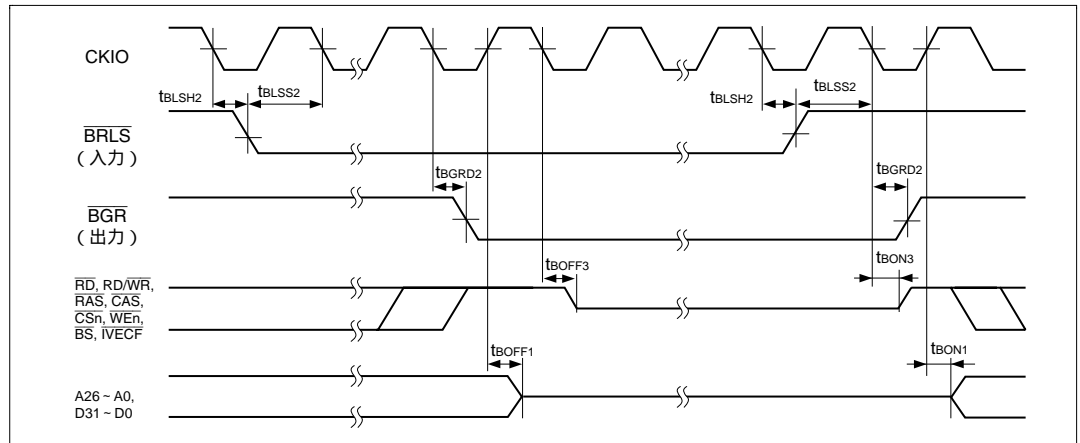 CKIO
tBLSH2
tBLSS2
tBLSH2
tBLSS2
BRLS
(入力)
tBGRD2
tBGRD2
BGR
(出力)
tBOFF3
tBON3
RD, RD/WR,
RAS, CAS,
CSn, WEn,
BS, IVECF
tBOFF1
tBON1
A26 ~ A0,
D31 ~ D0